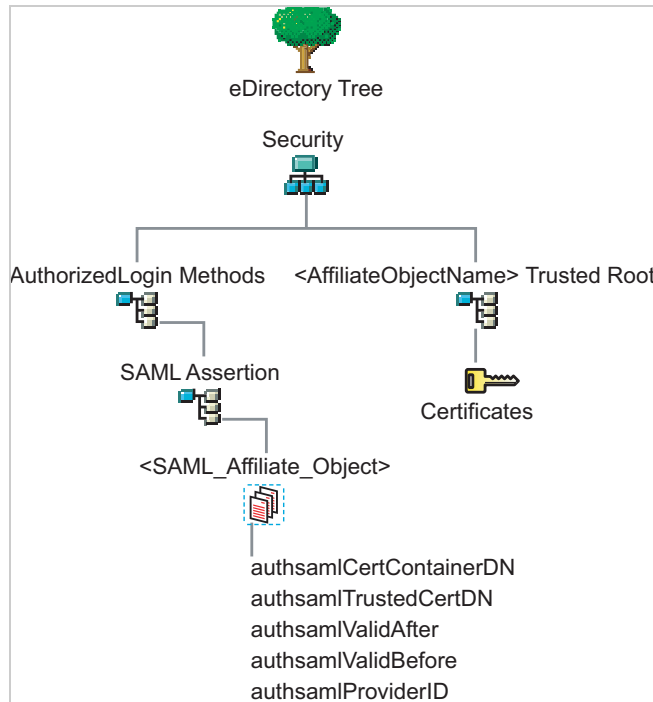 eDirectory Tree
Security
AuthorizedLogin Methods
<AffiliateObjectName> Trusted Root
SAML Assertion
Certificates
<SAML_Affiliate_Object>
authsamlCertContainerDN
authsamlTrustedCertDN
authsamlValidAfter
authsamlValidBefore
authsamlProviderID